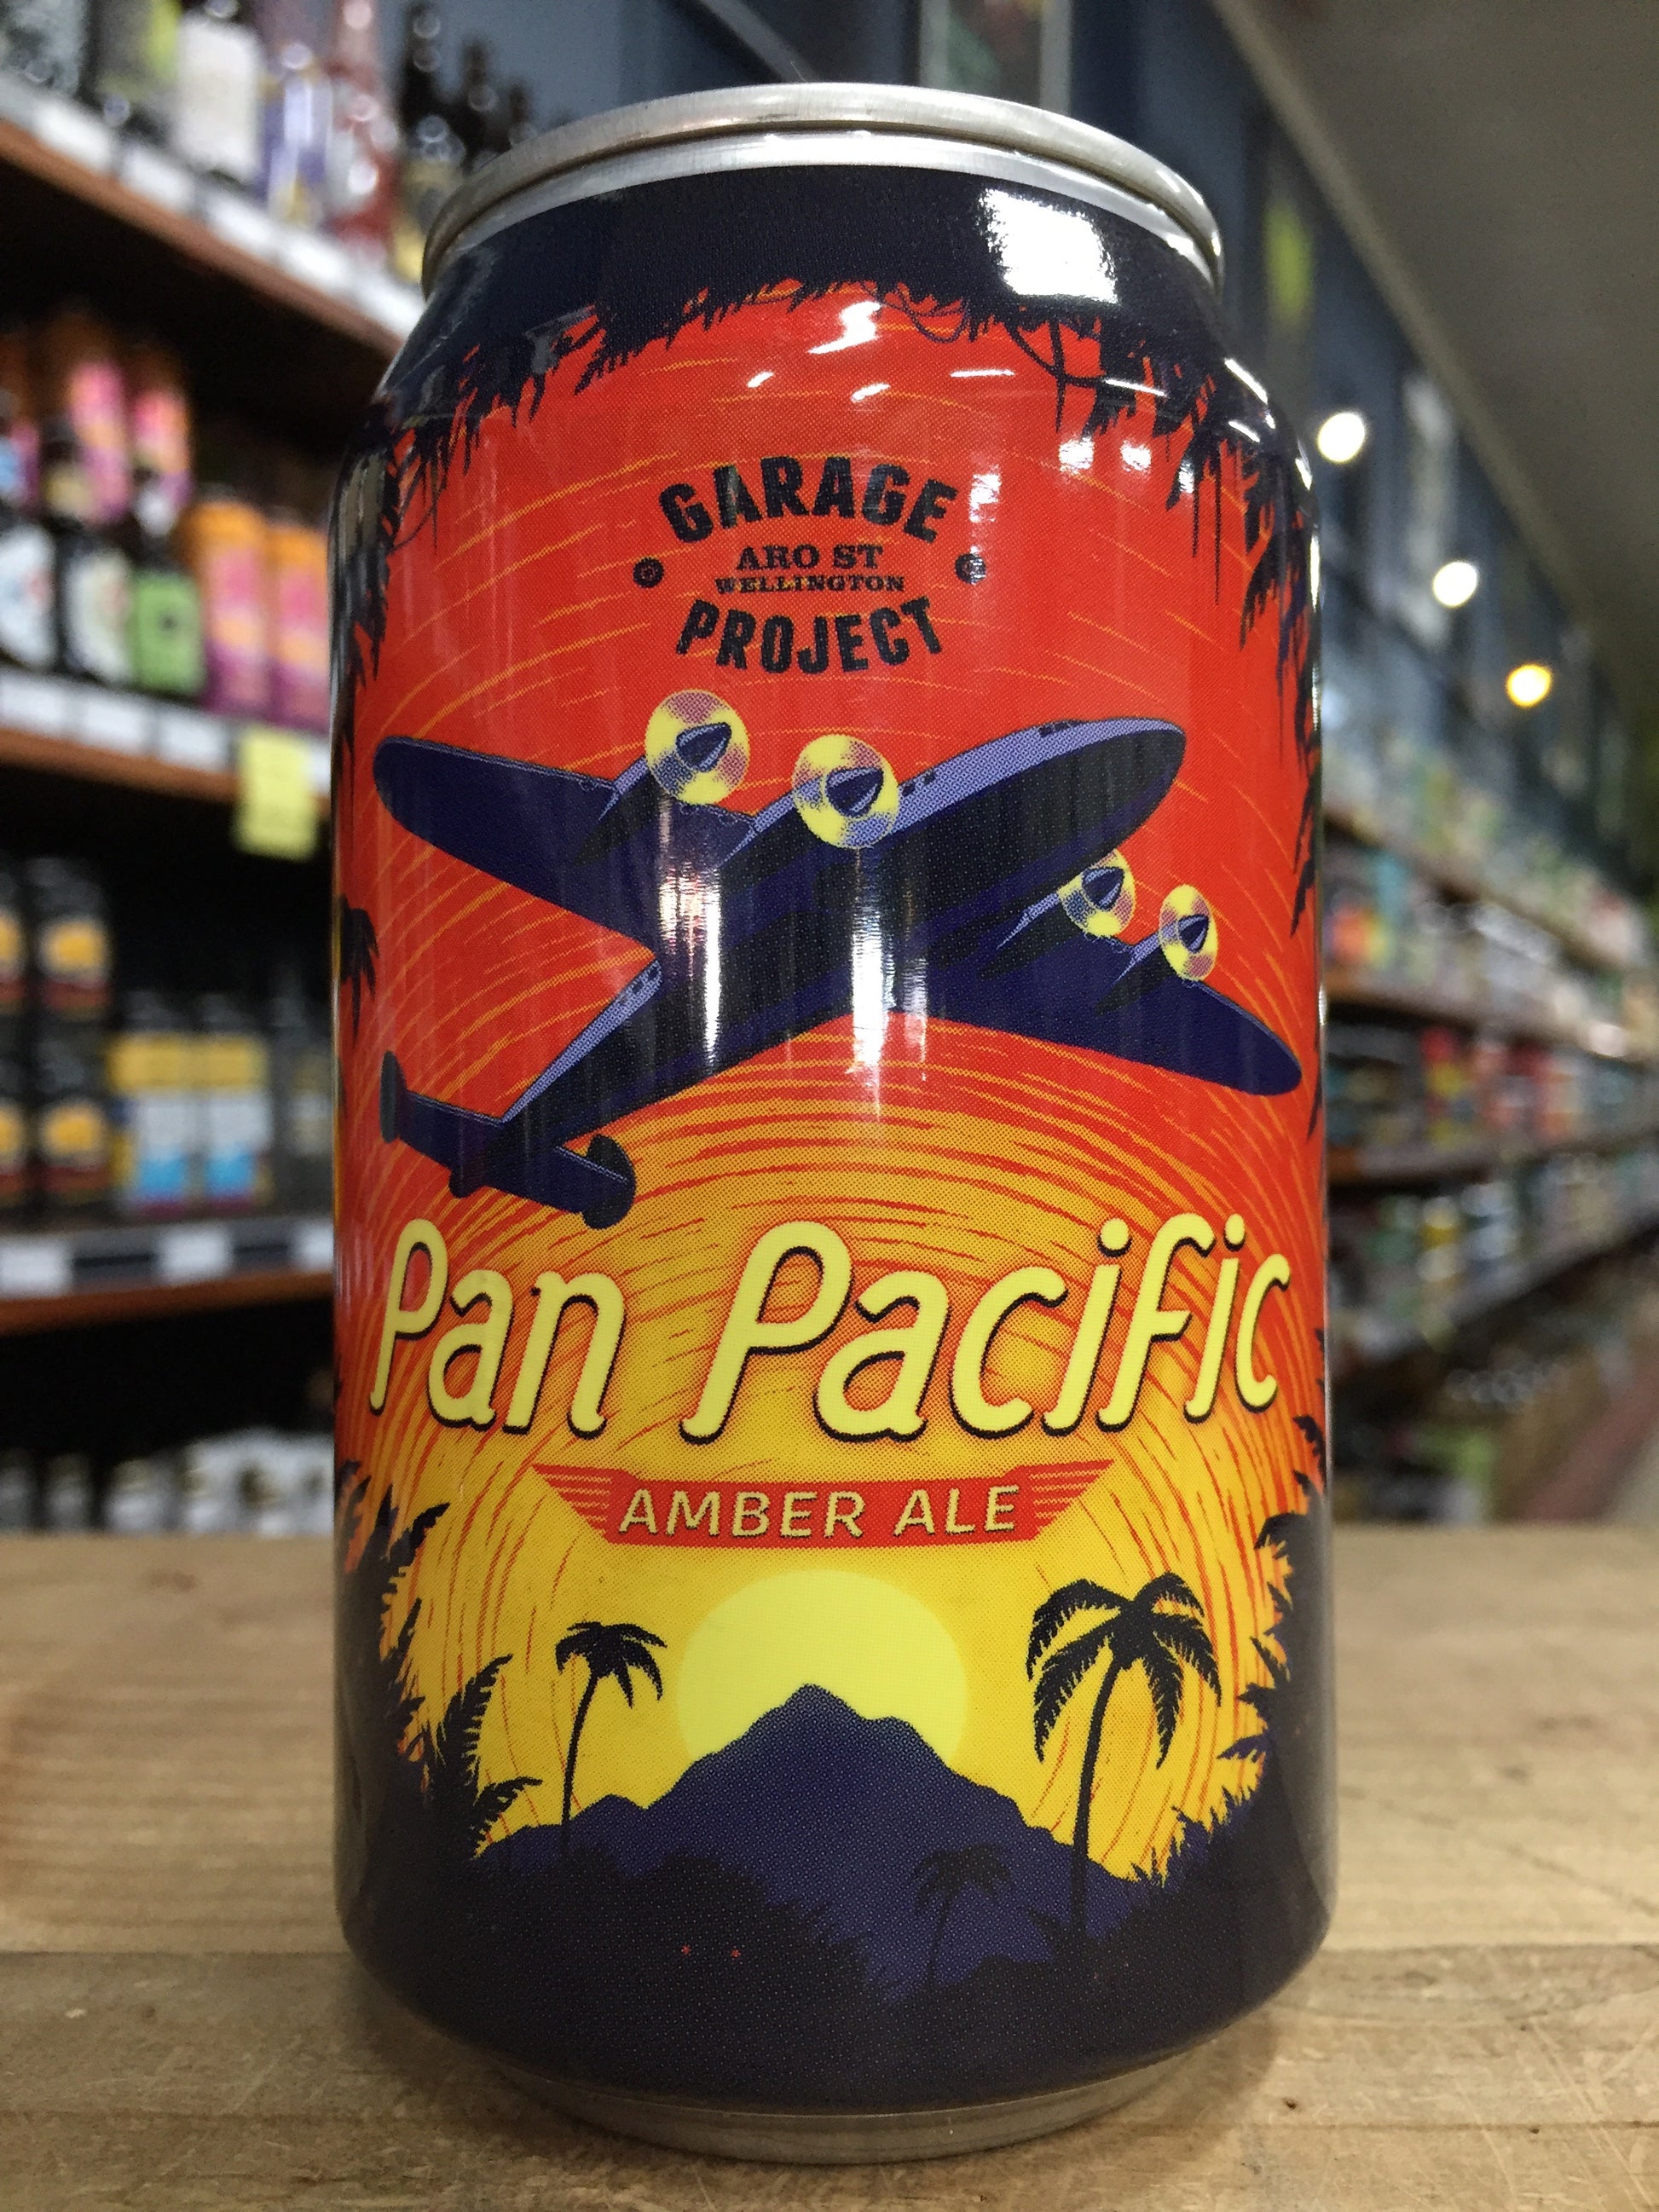 GARAGE
ARO ST
WELLINGTON
PROJECT
Pan Pacific
AMBER ALE